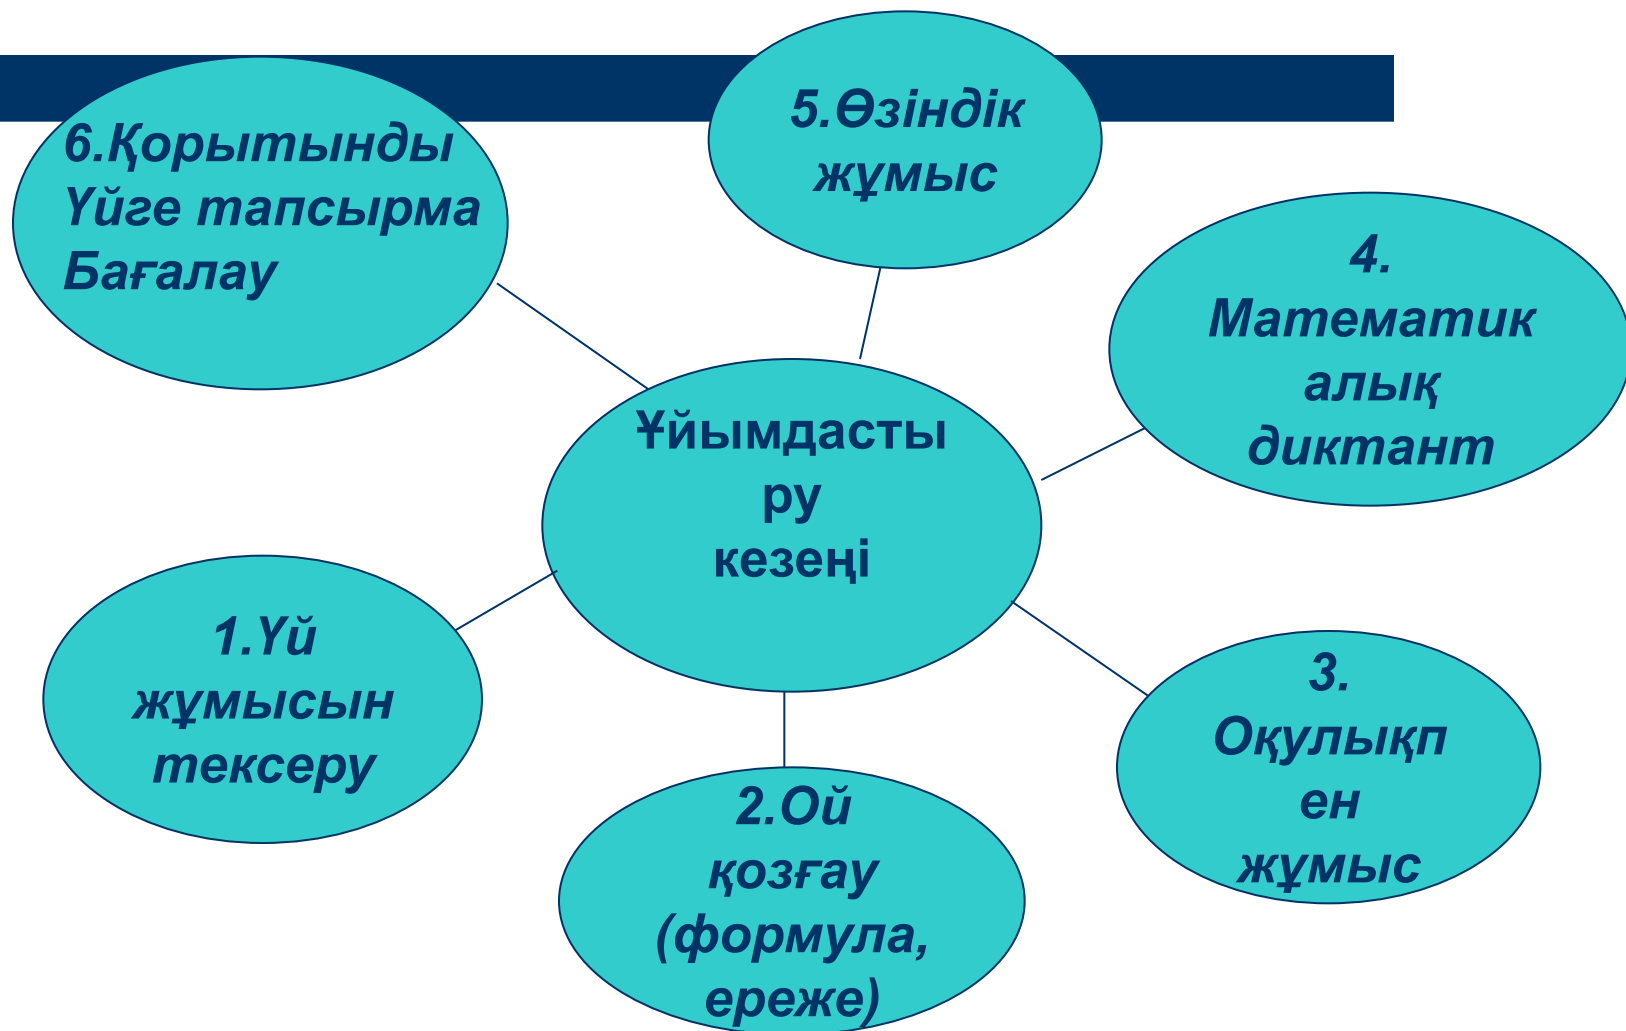 6.Қорытынды
Үйге тапсырма
Бағалау
5.Өзіндік
жұмыс
4.
Математик
алық
диктант
Ұйымдасты
ру
кезеңі
1.Үй
жұмысын
тексеру
2.Ой
қозғау
(формула,
ереже)
3.
Оқулықп
ен
жұмыс